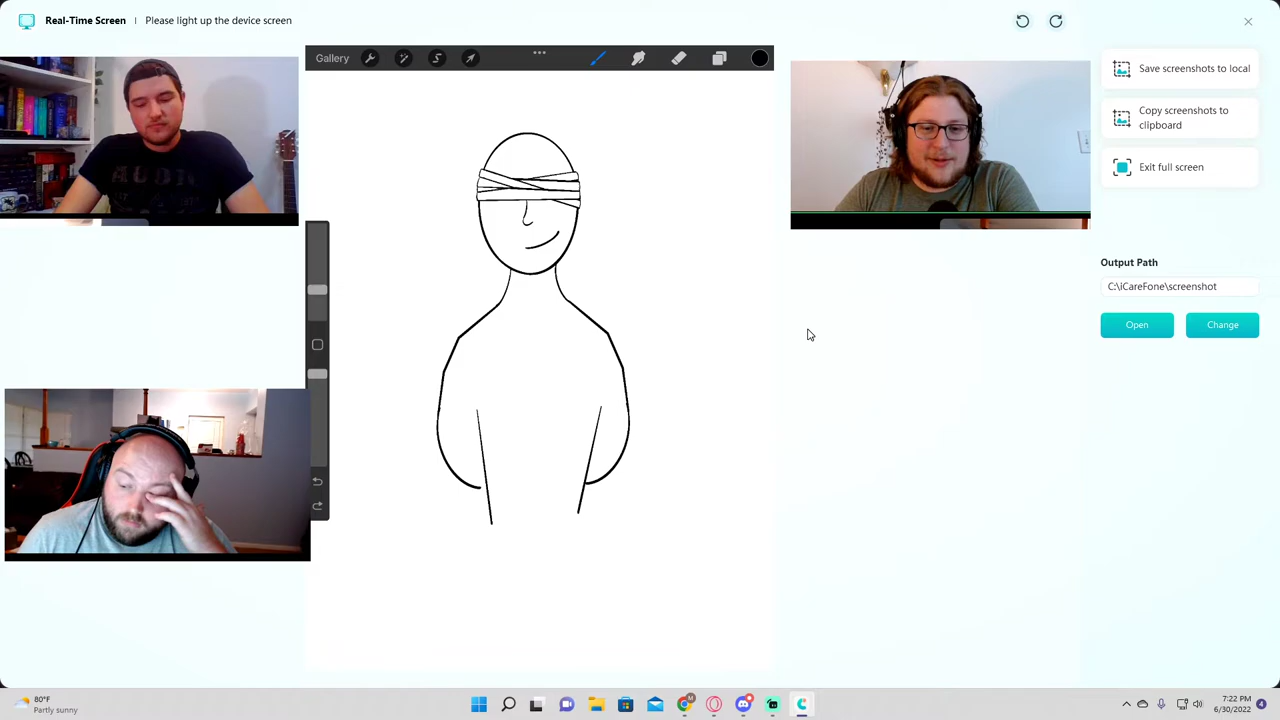 Real-Time Screen
Please light up the device screen
Gallery
Save screenshots to local
Copy screenshots to
clipboard
Exit full screen
Output Path
C:\iCareFone\screenshot
Open
Change
80°F
Partly sunny
7:22 PM
6/30/2022
4